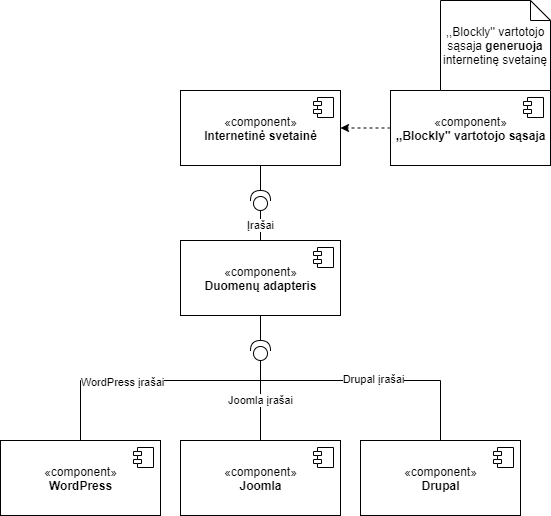 ,,Blockly" vartotojo
sąsaja generuoja
internetinę svetainę
«component»
Internetinė svetainė
«component»
,,Blockly" vartotojo sąsaja
Įrašai
«component»
Duomenų adapteris
WordPress įrašai
Drupal įrašai
Joomla įrašai
«component»
WordPress
«component»
Joomla
«component»
Drupal